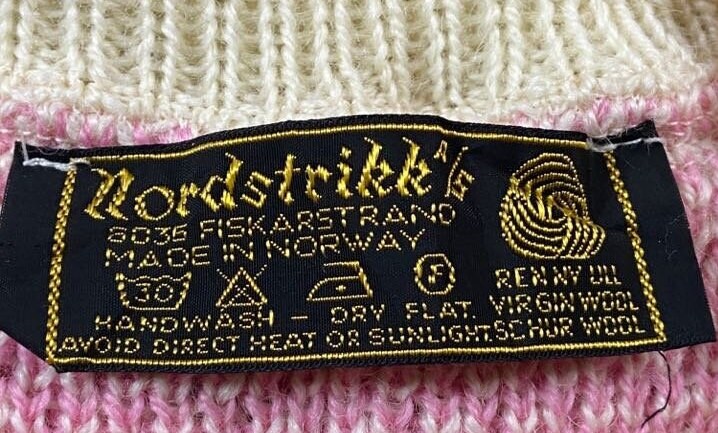 Nordstrikk A/S
6035 FISKARSTRAND
MADE IN NORWAY
30
F
HANDWASH - DRY FLAT
AVOID DIRECT HEAT OR SUNLIGHT
REN NY ULL
VIRGIN WOOL
SCHUR WOOL